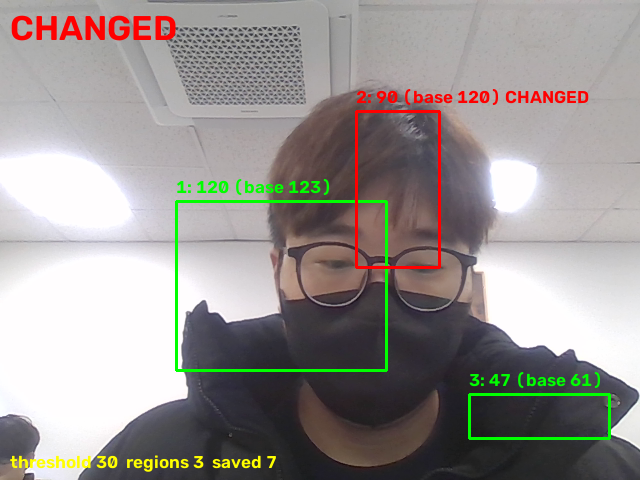 CHANGED
2: 90 (base 120) CHANGED
1: 120 (base 123)
3: 47 (base 61)
threshold 30 regions 3 saved 7